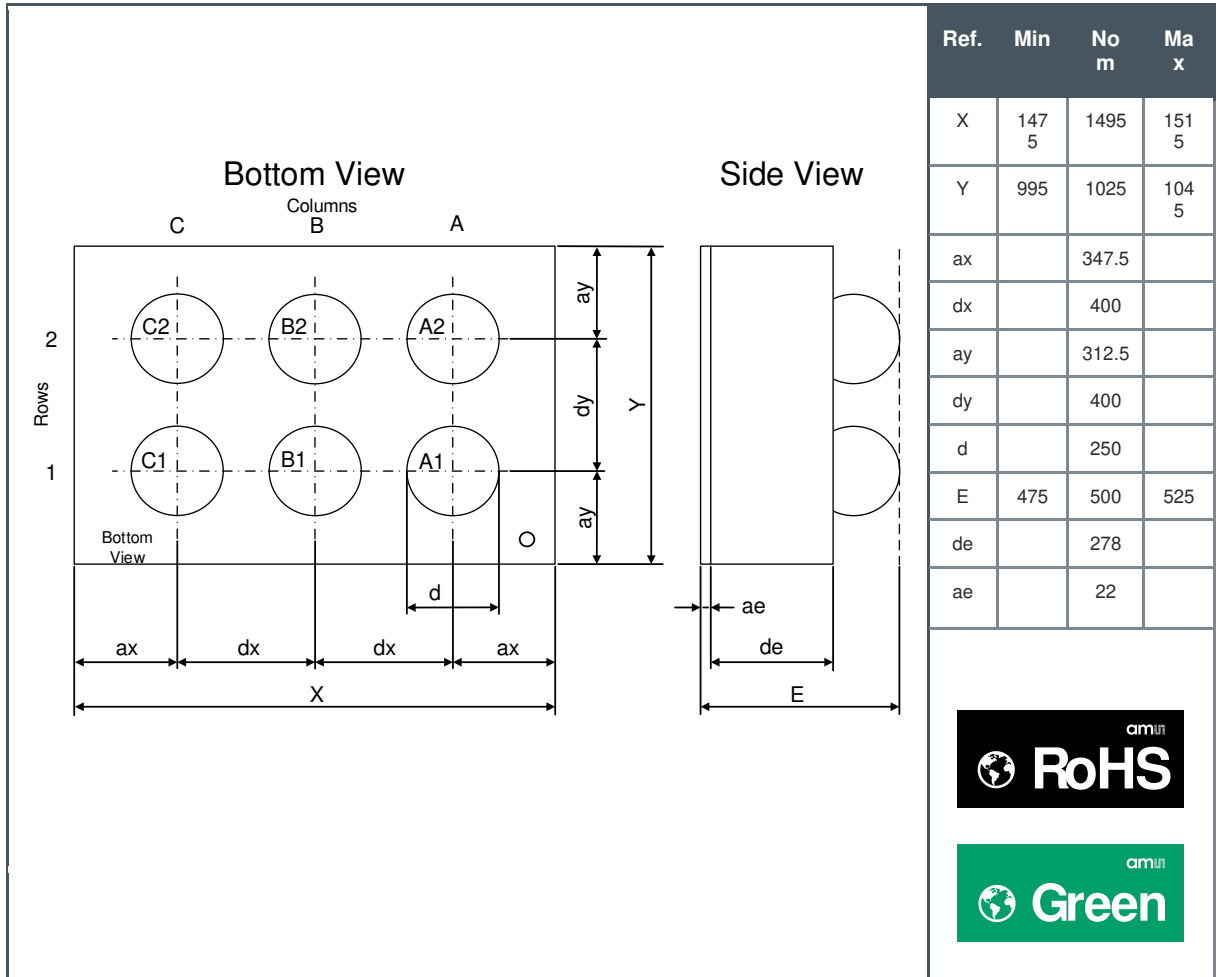 Bottom View
Columns
C B A
2
1
Rows
C2 B2 A2
C1 B1 A1
Bottom
View
ay
dy
ay
Y
d
ax dx dx ax
X
Side View
ae
de
E
Ref. Min No Ma
m x
X 147 1495 151
5 5
Y 995 1025 104
5
ax 347.5
dx 400
ay 312.5
dy 400
d 250
E 475 500 525
de 278
ae 22
am
RoHS
am
Green